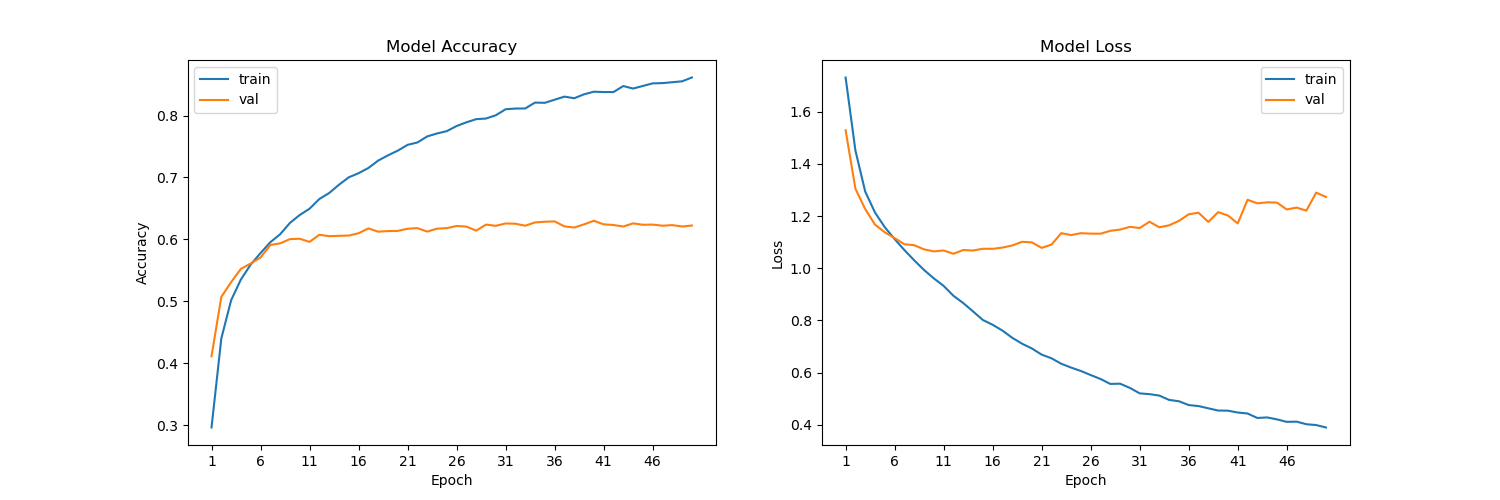 Model Accuracy
train
val
Accuracy
0.8
0.7
0.6
0.5
0.4
0.3
1 6 11 16 21 26 31 36 41 46
Epoch
Model Loss
train
val
Loss
1.6
1.4
1.2
1.0
0.8
0.6
0.4
1 6 11 16 21 26 31 36 41 46
Epoch